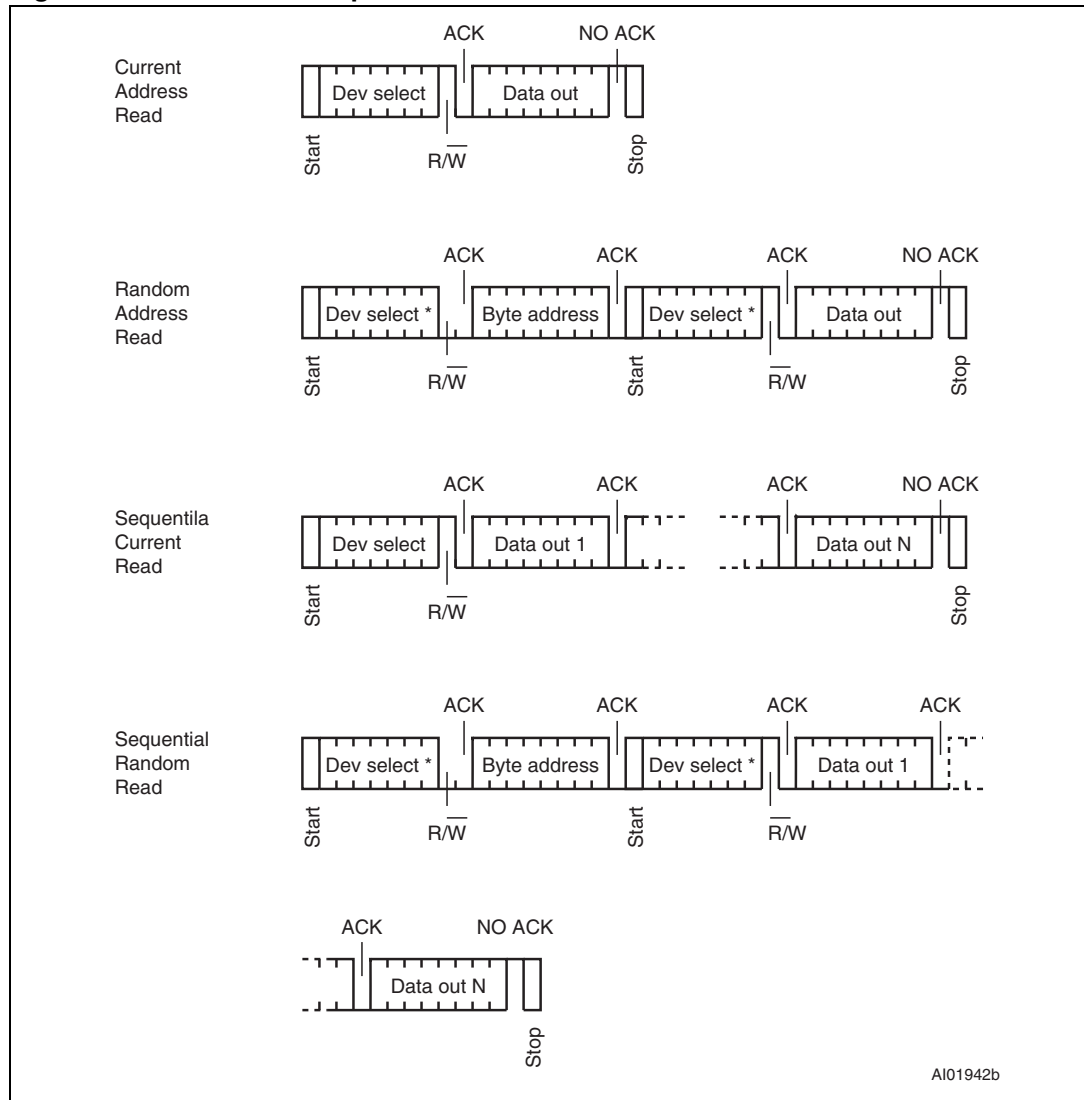 ACK NO ACK
Current
Address
Read
Dev select Data out
Start R/W Stop
ACK ACK ACK NO ACK
Random
Address
Read
Dev select * Byte address Dev select * Data out
Start R/W Start R/W Stop
ACK ACK ACK NO ACK
Sequentila
Current
Read
Dev select Data out 1 Data out N
Start R/W Stop
ACK ACK ACK ACK
Sequential
Random
Read
Dev select * Byte address Dev select * Data out 1
Start R/W Start R/W
ACK NO ACK
Data out N
Stop
AI01942b